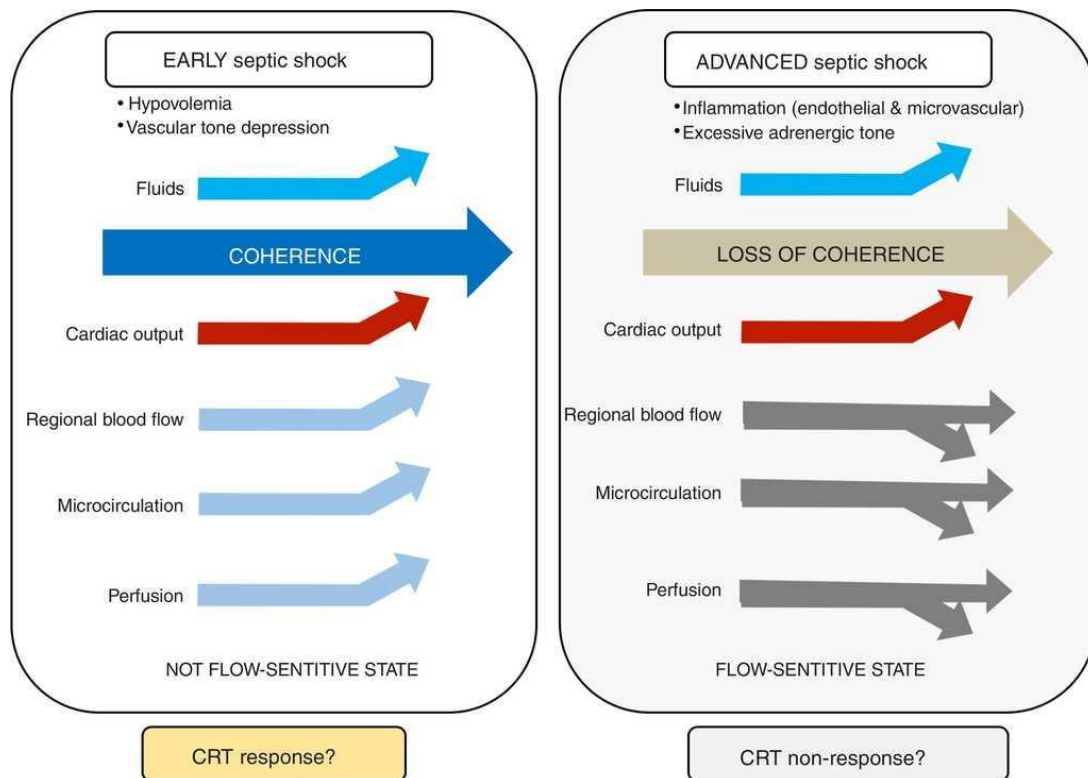 EARLY septic shock
• Hypovolemia
• Vascular tone depression
Fluids
COHERENCE
Cardiac output
Regional blood flow
Microcirculation
Perfusion
NOT FLOW-SENTITIVE STATE
CRT response?
ADVANCED septic shock
• Inflammation (endothelial & microvascular)
• Excessive adrenergic tone
Fluids
LOSS OF COHERENCE
Cardiac output
Regional blood flow
Microcirculation
Perfusion
FLOW-SENTITIVE STATE
CRT non-response?